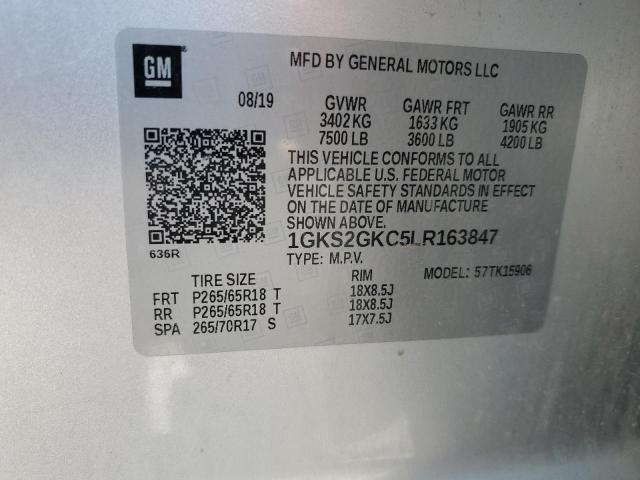 GM
MFD BY GENERAL MOTORS LLC
08/19 GVWR GAWR FRT GAWR RR
3402 KG 1633 KG 1905 KG
7500 LB 3600 LB 4200 LB
THIS VEHICLE CONFORMS TO ALL
APPLICABLE U.S. FEDERAL MOTOR
VEHICLE SAFETY STANDARDS IN EFFECT
ON THE DATE OF MANUFACTURE
SHOWN ABOVE.
1GKS2GKC5LR163847
636R
TYPE: M.P.V. MODEL: 57TK15906
TIRE SIZE RIM
FRT P265/65R18 T 18X8.5J
RR P265/65R18 T 18X8.5J
SPA 265/70R17 S 17X7.5J